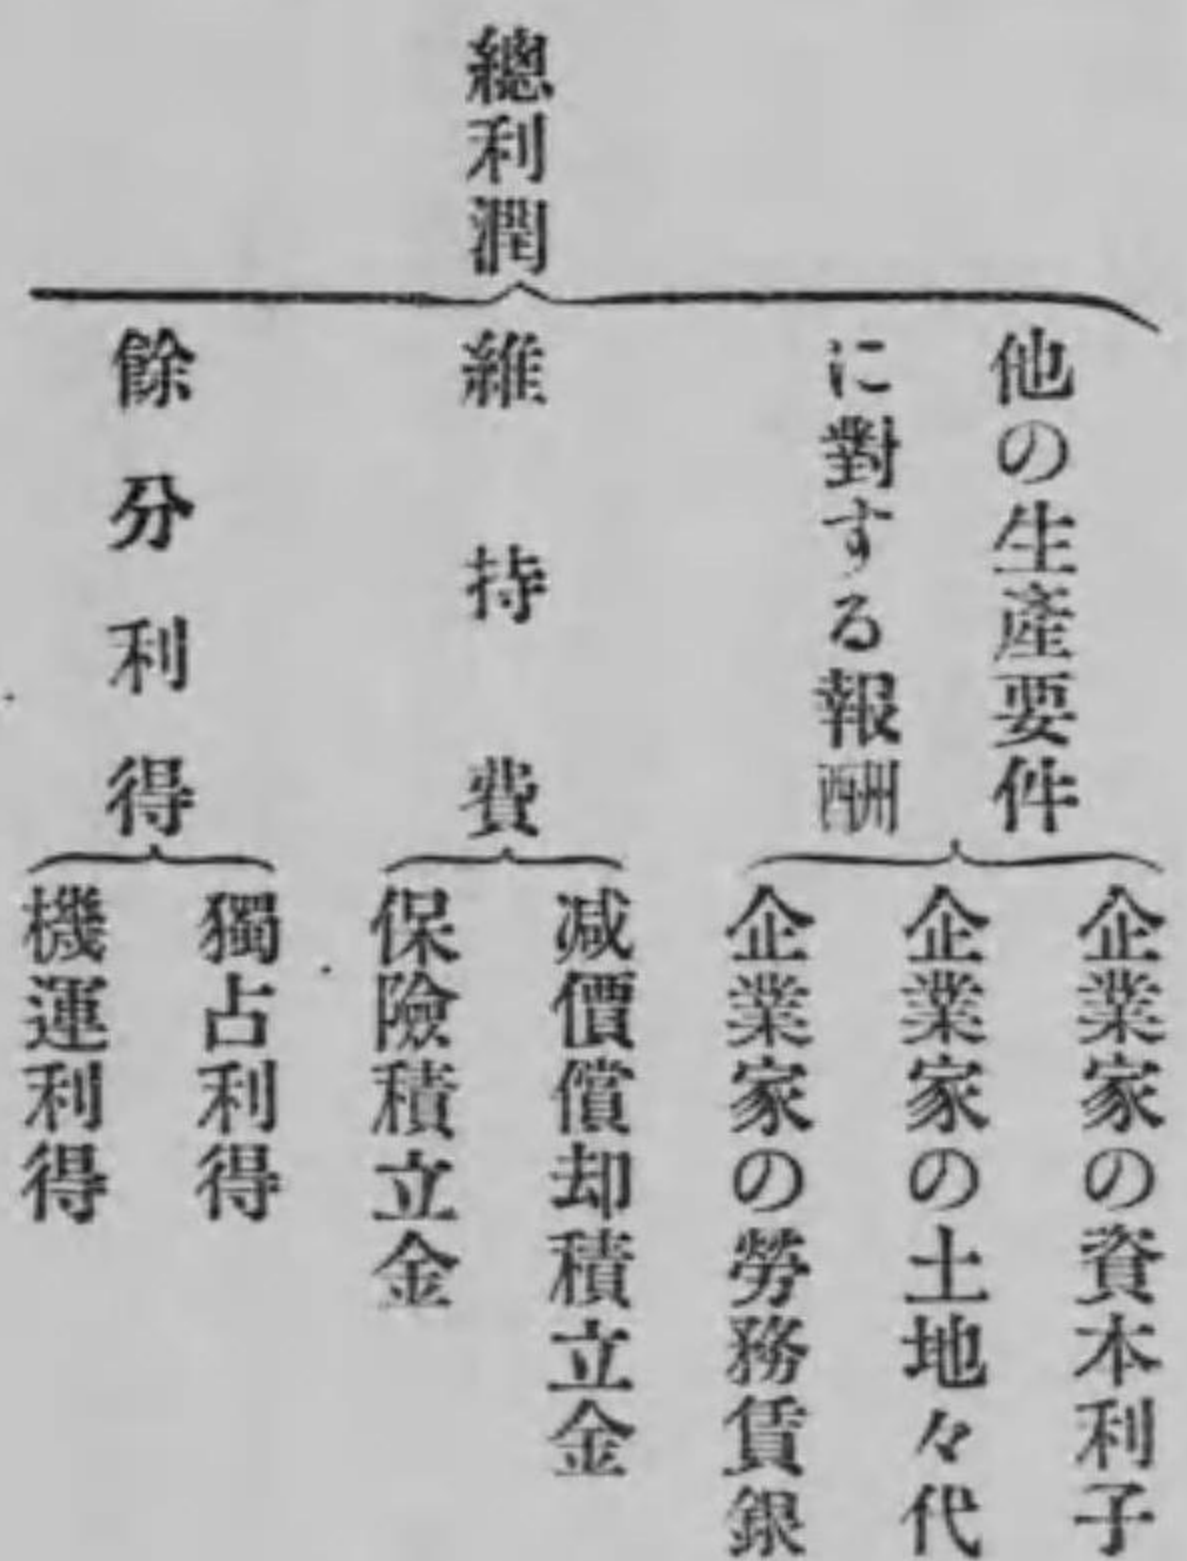 總利潤
他の生產要件
に對する報酬
企業家の資本利子
企業家の土地々代
企業家の勞務賃銀
維持費
減價償却積立金
保險積立金
餘分利得
獨占利得
機運利得